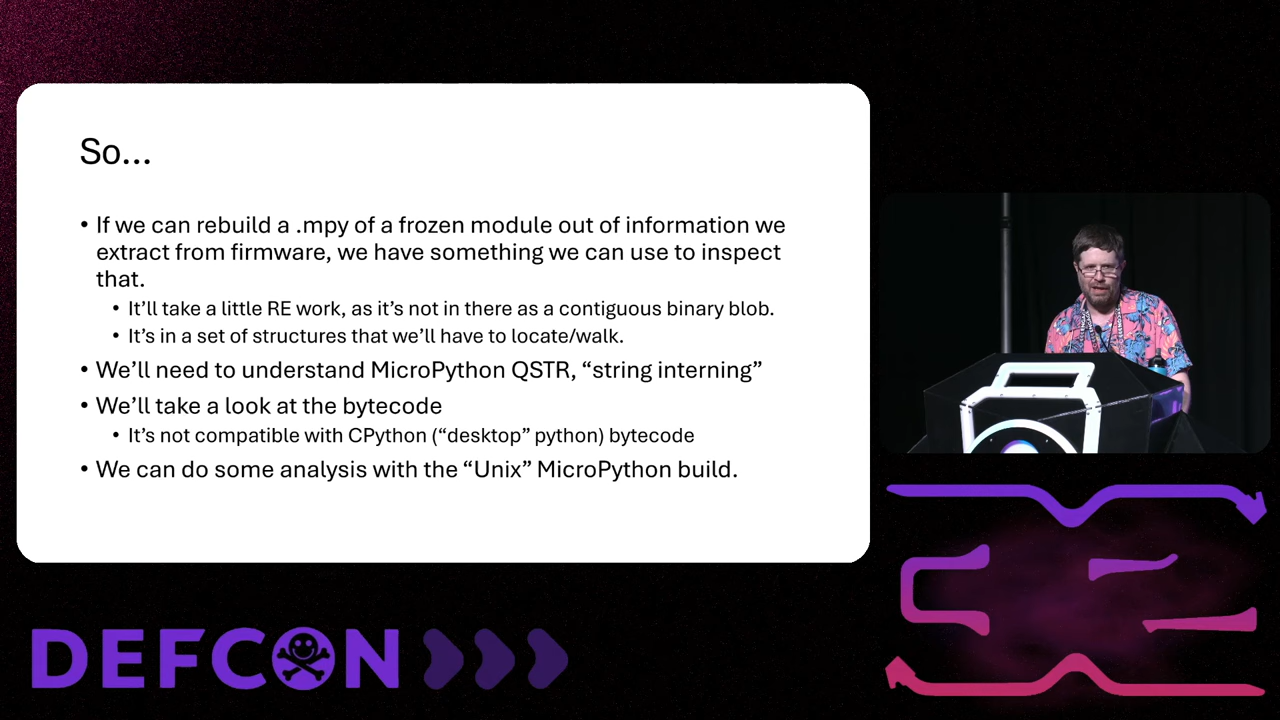 So…
• If we can rebuild a .mpy of a frozen module out of information we
extract from firmware, we have something we can use to inspect
that.
• It’ll take a little RE work, as it’s not in there as a contiguous binary blob.
• It’s in a set of structures that we’ll have to locate/walk.
• We’ll need to understand MicroPython QSTR, “string interning”
• We’ll take a look at the bytecode
• It’s not compatible with CPython (“desktop” python) bytecode
• We can do some analysis with the “Unix” MicroPython build.
DEFCON